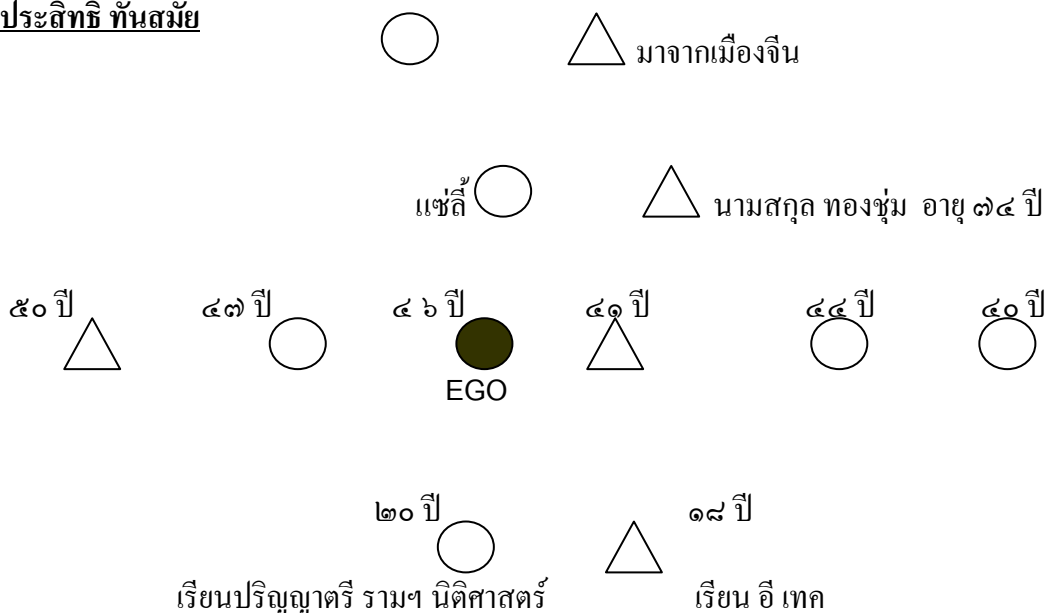 ประสิทธิ ทันสมัย
มาจากเมืองจีน
แซ่ลี้ นามสกุล ทองชุ่ม อายุ ๗๔ ปี
๕๐ ปี ๔๗ ปี ๔ ๖ ปี ๔๑ ปี ๔๔ ปี ๔๐ ปี
EGO
๒๐ ปี ๑๘ ปี
เรียนปริญญาตรี รามฯ นิติศาสตร์ เรียน อี เทค